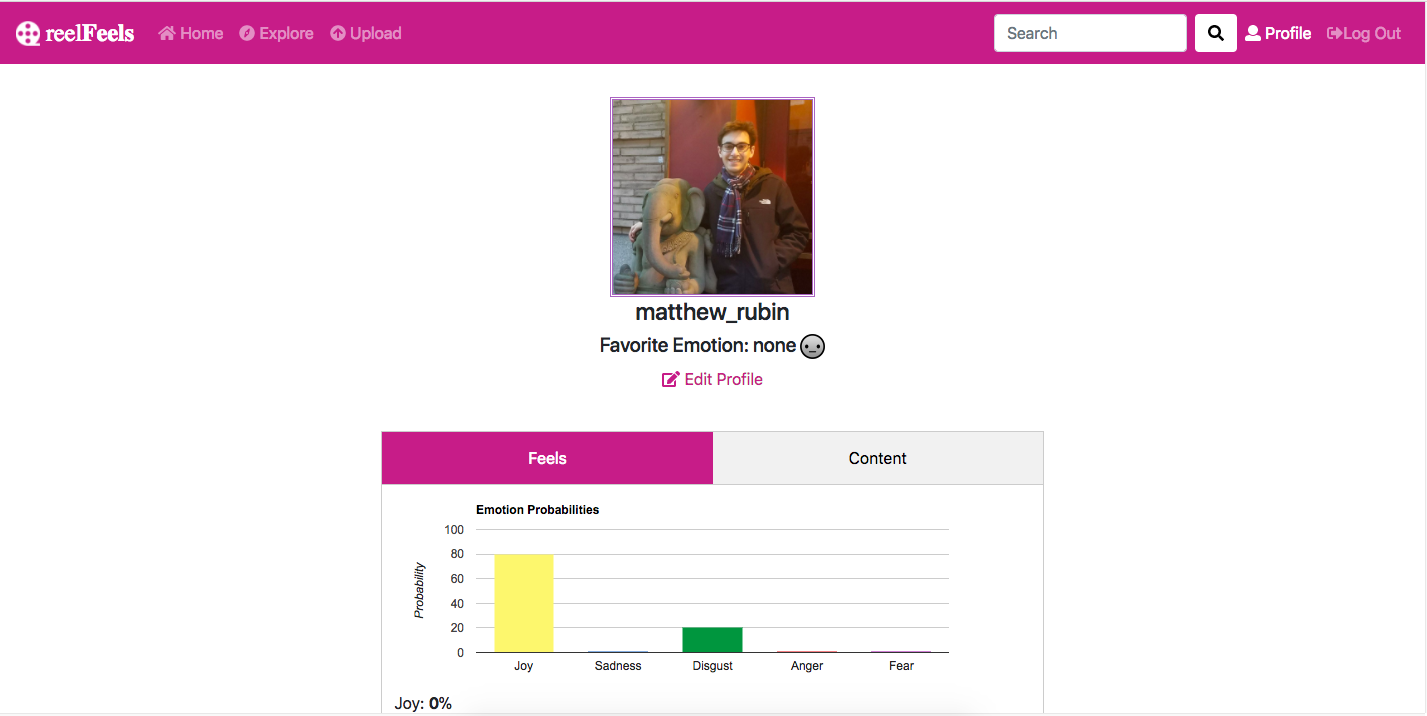 reelFeels Home Explore Upload Search Profile Log Out
matthew_rubin
Favorite Emotion: none
Edit Profile
Feels Content
Emotion Probabilities
100
80
60
40
20
0
Probability
Joy Sadness Disgust Anger Fear
Joy: 0%